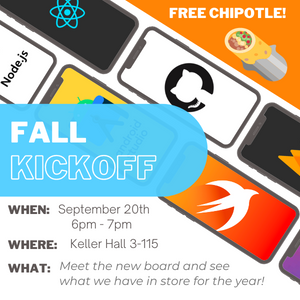 FREE CHIPOTLE!
Node.js
FALL
KICKOFF
WHEN: September 20th
6pm - 7pm
WHERE: Keller Hall 3-115
WHAT: Meet the new board and see
what we have in store for the year!